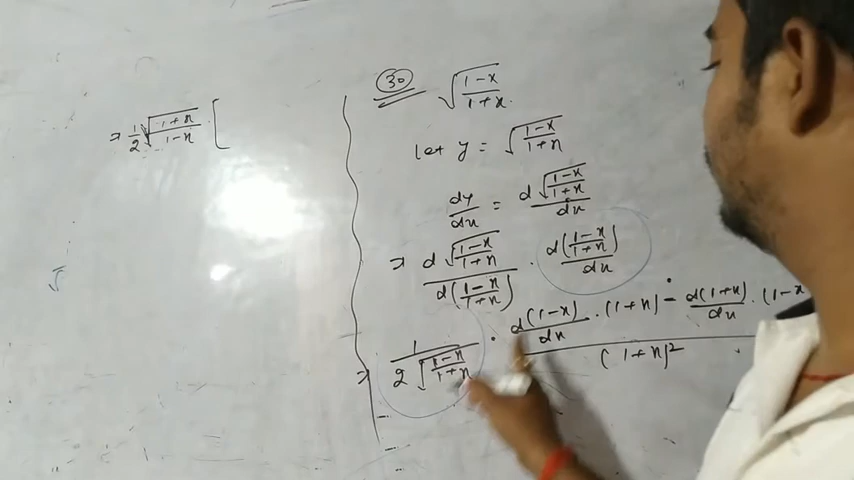 30 √((1-x)/(1+x)).
Let y = √((1-x)/(1+x))
dy/dx = d√((1-x)/(1+x))/dx
⇒ d√((1-x)/(1+x))/d((1-x)/(1+x)) . d((1-x)/(1+x))/dx
⇒ 1/(2√((1-x)/(1+x))) . (d(1-x)/dx . (1+x) - d(1+x)/dx . (1-x/(1+x)²
⇒ 1/2 √((1+x)/(1-x)) . [